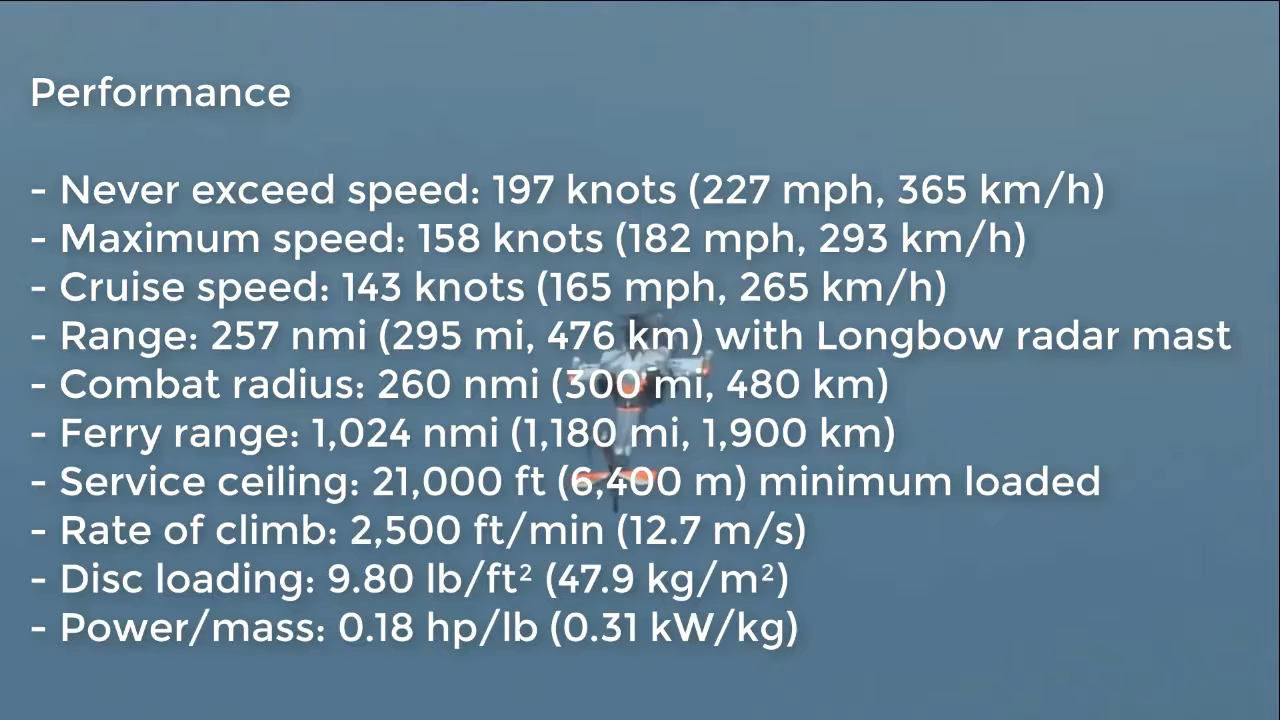 Performance
- Never exceed speed: 197 knots (227 mph, 365 km/h)
- Maximum speed: 158 knots (182 mph, 293 km/h)
- Cruise speed: 143 knots (165 mph, 265 km/h)
- Range: 257 nmi (295 mi, 476 km) with Longbow radar mast
- Combat radius: 260 nmi (300 mi, 480 km)
- Ferry range: 1,024 nmi (1,180 mi, 1,900 km)
- Service ceiling: 21,000 ft (6,400 m) minimum loaded
- Rate of climb: 2,500 ft/min (12.7 m/s)
- Disc loading: 9.80 lb/ft² (47.9 kg/m²)
- Power/mass: 0.18 hp/lb (0.31 kW/kg)